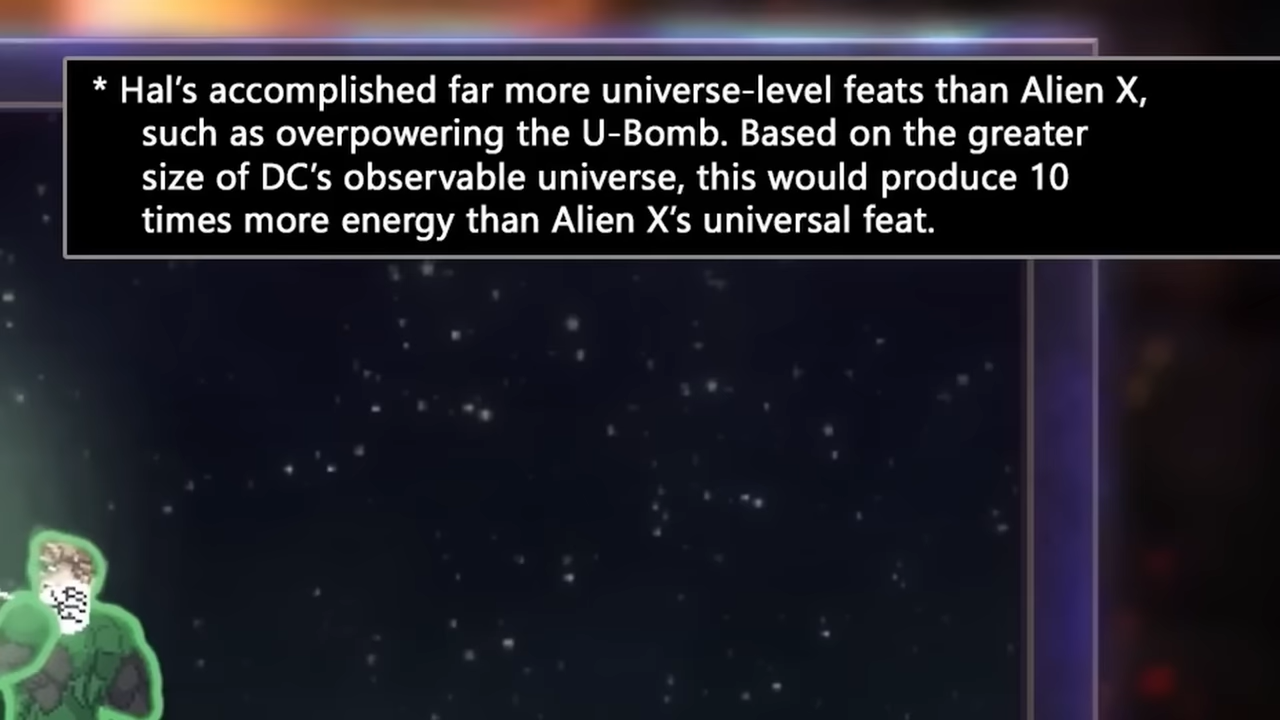 * Hal's accomplished far more universe-level feats than Alien X,
such as overpowering the U-Bomb. Based on the greater
size of DC's observable universe, this would produce 10
times more energy than Alien X's universal feat.